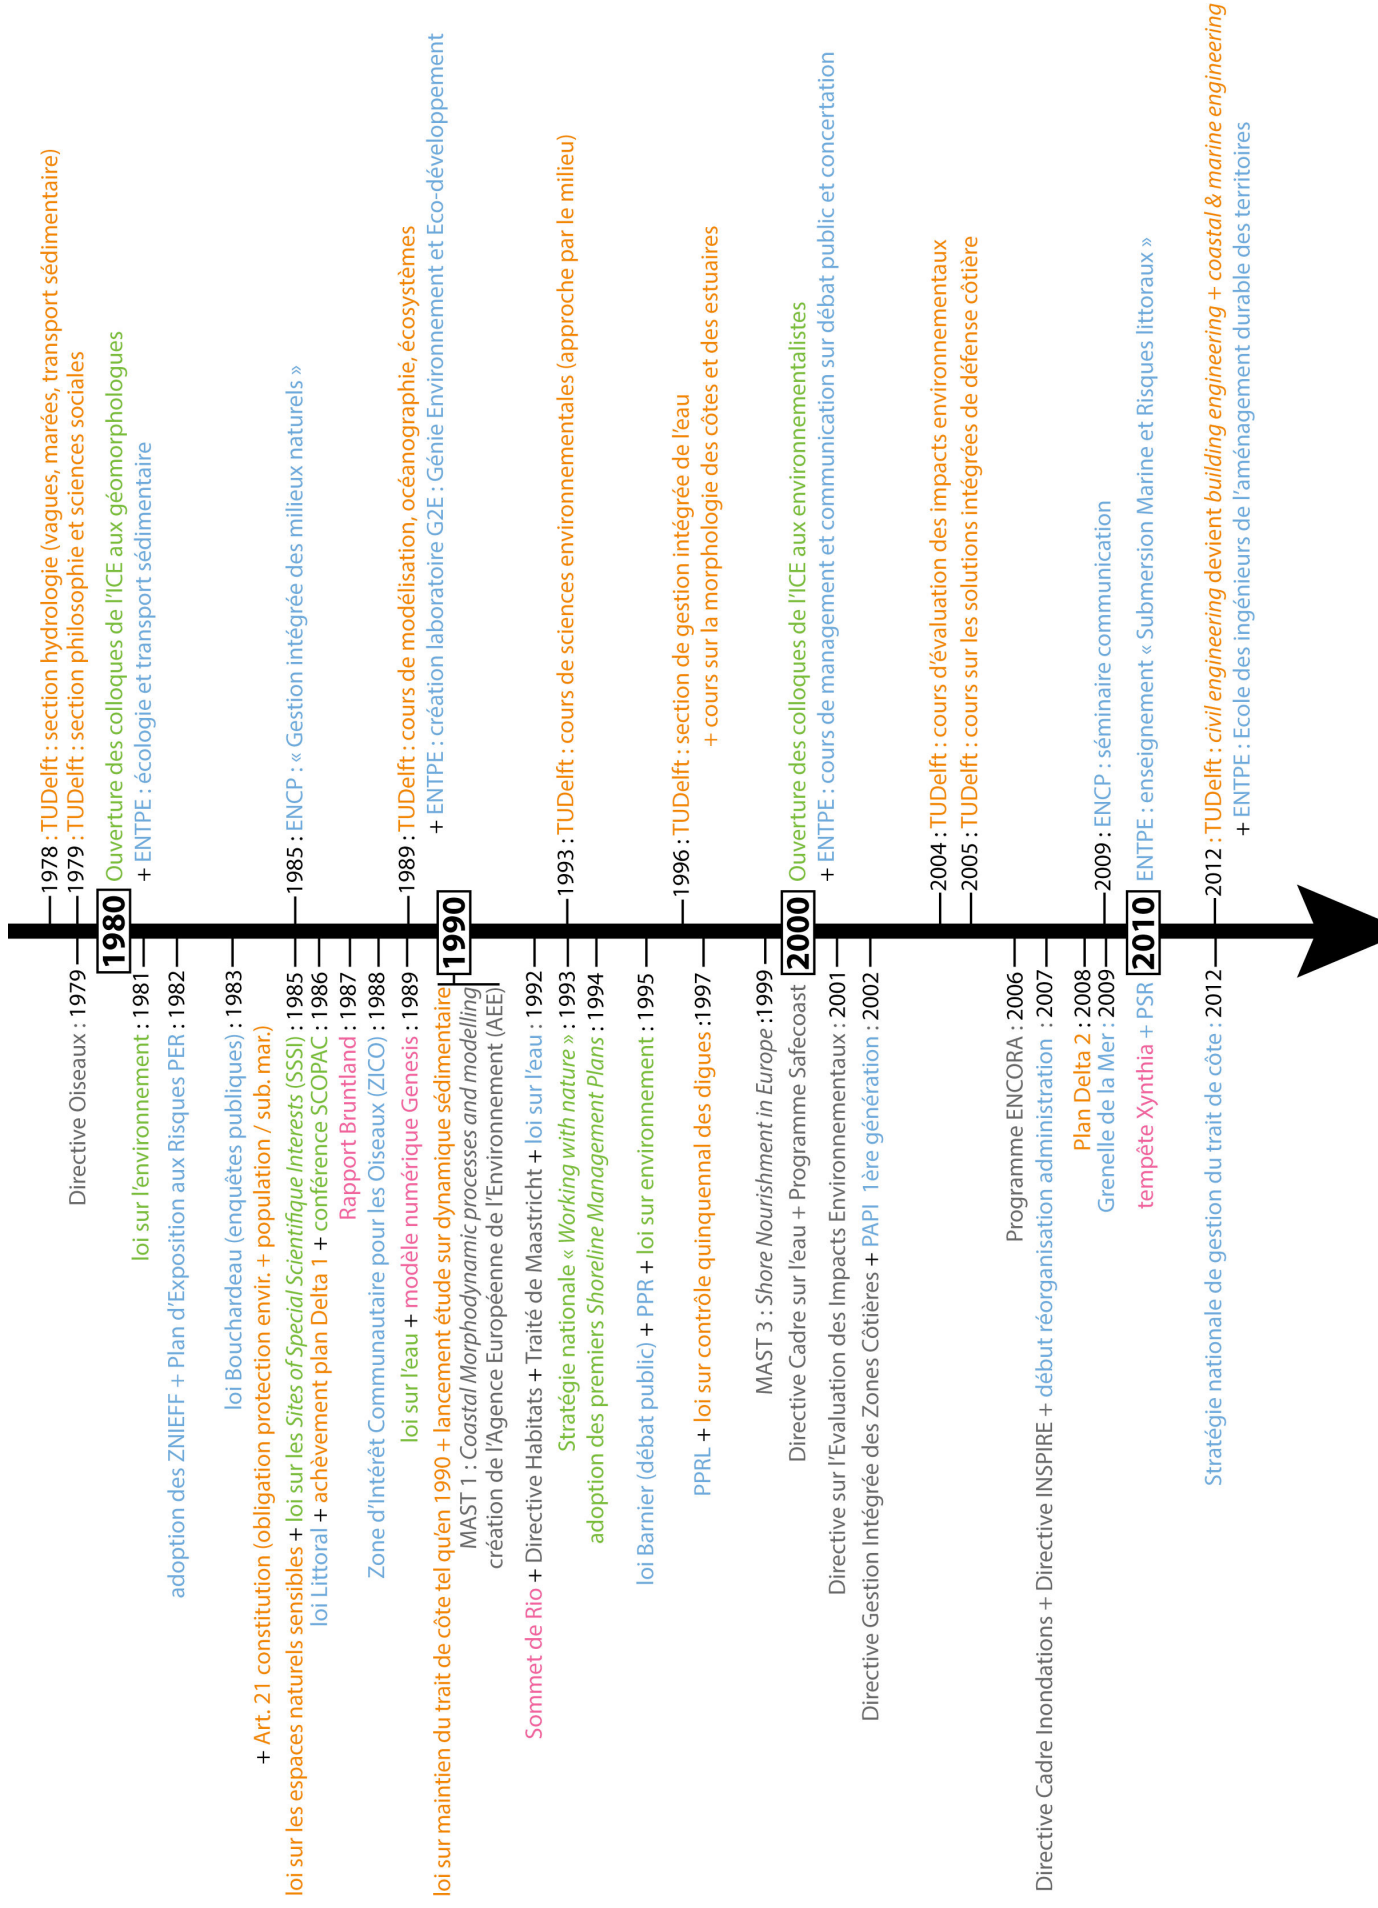 1978 : TUDelft : section hydrologie (vagues, marées, transport sédimentaire)
1979 : TUDelft : section philosophie et sciences sociales
1980
Ouverture des colloques de l'ICE aux géomorphologues
+ ENTPE : écologie et transport sédimentaire
1985 : ENCP : « Gestion intégrée des milieux naturels »
1989 : TUDelft : cours de modélisation, océanographie, écosystèmes
+ ENTPE : création laboratoire G2E : Génie Environnement et Eco-développement
1990
1993 : TUDelft : cours de sciences environnementales (approche par le milieu)
1996 : TUDelft : section de gestion intégrée de l'eau
+ cours sur la morphologie des côtes et des estuaires
2000
Ouverture des colloques de l'ICE aux environnementalistes
+ ENTPE : cours de management et communication sur débat public et concertation
2004 : TUDelft : cours d'évaluation des impacts environnementaux
2005 : TUDelft : cours sur les solutions intégrées de défense côtière
2009 : ENCP : séminaire communication
2010
ENTPE : enseignement « Submersion Marine et Risques littoraux »
2012 : TUDelft : civil engineering devient building engineering + coastal & marine engineering
+ ENTPE : Ecole des ingénieurs de l'aménagement durable des territoires
Directive Oiseaux : 1979
loi sur l'environnement : 1981
adoption des ZNIEFF + Plan d'Exposition aux Risques PER : 1982
loi Bouchardeau (enquêtes publiques) : 1983
+ Art. 21 constitution (obligation protection envir. + population / sub. mar.)
loi sur les espaces naturels sensibles + loi sur les Sites of Special Scientifique Interests (SSSI) : 1985
loi Littoral + achèvement plan Delta 1 + conférence SCOPAC : 1986
Rapport Bruntland : 1987
Zone d'Intérêt Communautaire pour les Oiseaux (ZICO) : 1988
loi sur l'eau + modèle numérique Genesis : 1989
loi sur maintien du trait de côte tel qu'en 1990 + lancement étude sur dynamique sédimentaire
MAST 1 : Coastal Morphodynamic processes and modelling
création de l'Agence Européenne de l'Environnement (AEE)
Sommet de Rio + Directive Habitats + Traité de Maastricht + loi sur l'eau : 1992
Stratégie nationale « Working with nature » : 1993
adoption des premiers Shoreline Management Plans : 1994
loi Barnier (débat public) + PPR + loi sur environnement : 1995
PPRL + loi sur contrôle quinquennal des digues :1997
MAST 3 : Shore Nourishment in Europe :1999
Directive Cadre sur l'eau + Programme Safecoast
Directive sur l'Evaluation des Impacts Environnementaux : 2001
Directive Gestion Intégrée des Zones Côtières + PAPI 1ère génération : 2002
Programme ENCORA : 2006
Directive Cadre Inondations + Directive INSPIRE + début réorganisation administration : 2007
Plan Delta 2 : 2008
Grenelle de la Mer : 2009
tempête Xynthia + PSR
Stratégie nationale de gestion du trait de côte : 2012